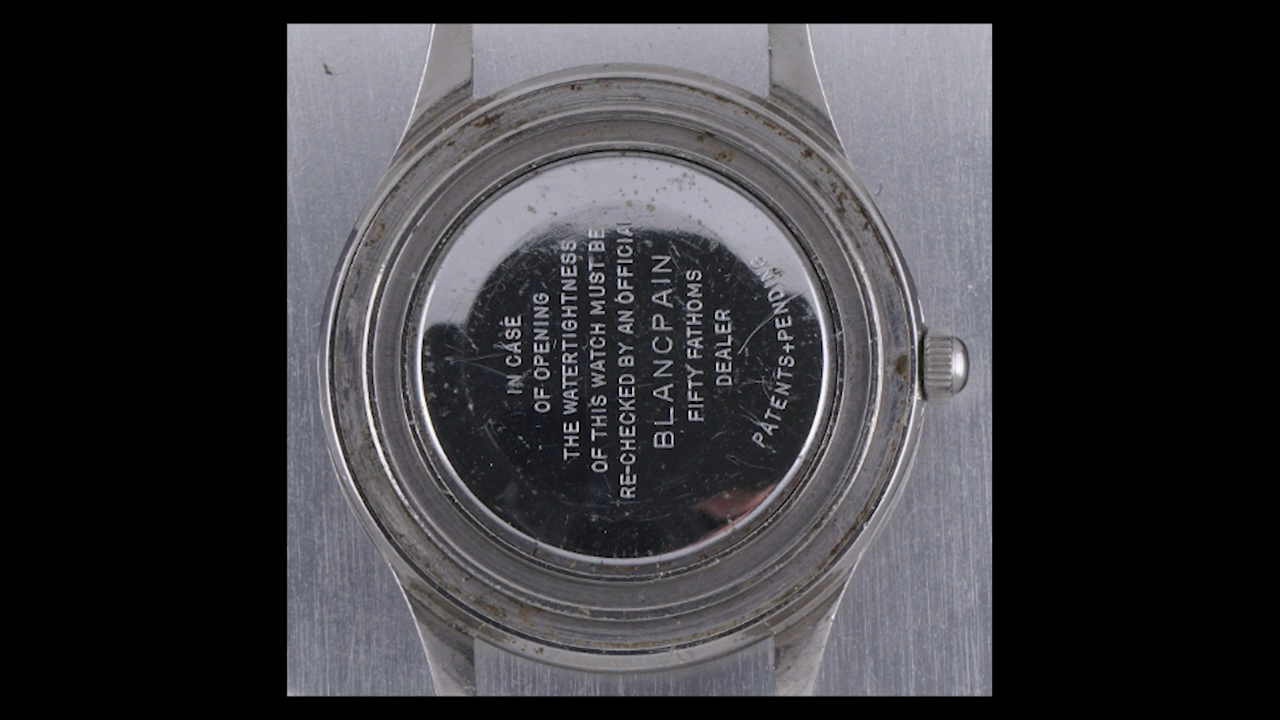 IN CASE
OF OPENING
THE WATERTIGHTNESS
OF THIS WATCH MUST BE
RE-CHECKED BY AN OFFICIAL
BLANCPAIN
FIFTY FATHOMS
DEALER
PATENTS+PENDING